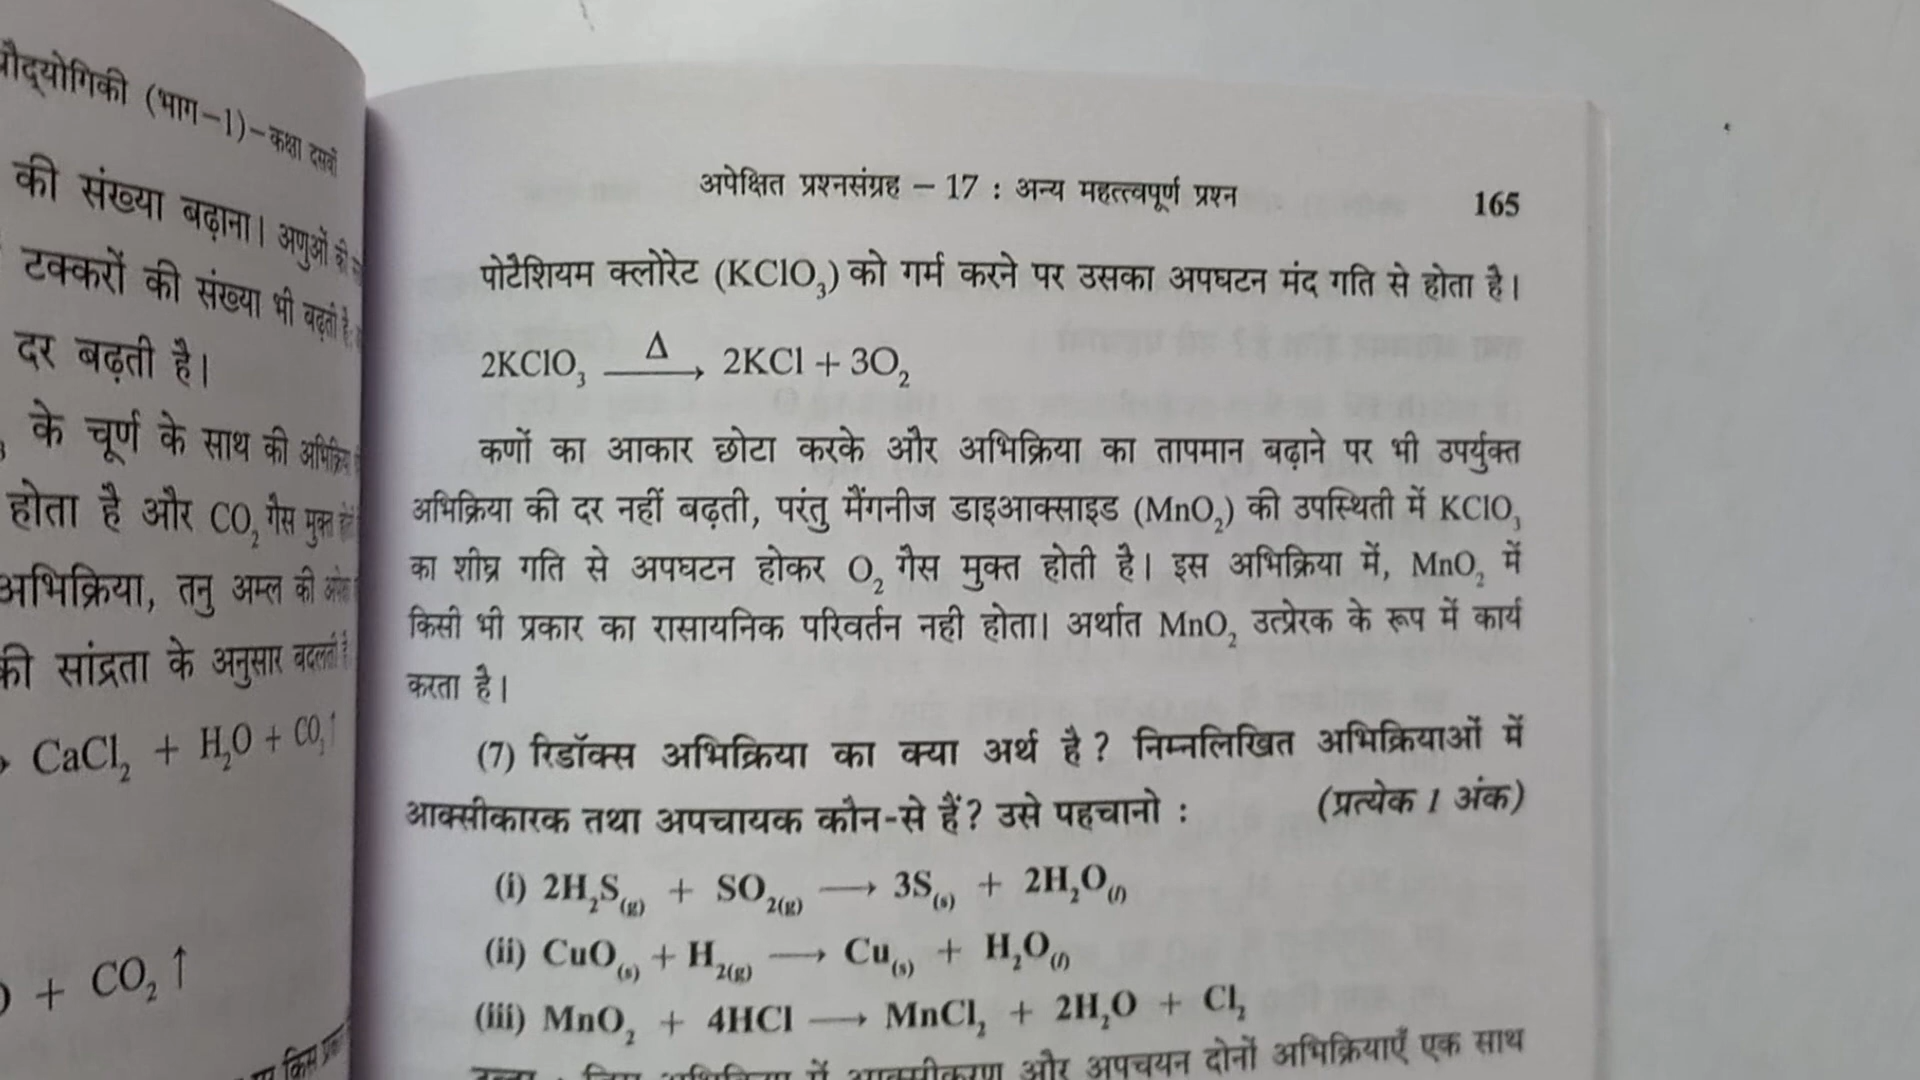 (भाग-1)-कक्षा
की संख्या बढ़ाना। अणुओं की
टक्करों की संख्या भी बढ़ती है,
दर बढ़ती है।
के चूर्ण के साथ की
होता है और CO₂ गैस मुक्त
अभिक्रिया, तनु अम्ल की
की सांद्रता के अनुसार बदलती है
CaCl₂ + H₂O + CO₂↑
+ CO₂↑
अपेक्षित प्रश्नसंग्रह – 17 : अन्य महत्त्वपूर्ण प्रश्न 165
पोटैशियम क्लोरेट (KClO₃) को गर्म करने पर उसका अपघटन मंद गति से होता है।
2KClO₃ —Δ→ 2KCl + 3O₂
कणों का आकार छोटा करके और अभिक्रिया का तापमान बढ़ाने पर भी उपर्युक्त
अभिक्रिया की दर नहीं बढ़ती, परंतु मैंगनीज डाइआक्साइड (MnO₂) की उपस्थिती में KClO₃
का शीघ्र गति से अपघटन होकर O₂ गैस मुक्त होती है। इस अभिक्रिया में, MnO₂ में
किसी भी प्रकार का रासायनिक परिवर्तन नही होता। अर्थात MnO₂ उत्प्रेरक के रूप में कार्य
करता है।
(7) रिडॉक्स अभिक्रिया का क्या अर्थ है ? निम्नलिखित अभिक्रियाओं में
आक्सीकारक तथा अपचायक कौन-से हैं? उसे पहचानो : (प्रत्येक 1 अंक)
(i) 2H₂S(g) + SO₂(g) ⟶ 3S(s) + 2H₂O(l)
(ii) CuO(s) + H₂(g) ⟶ Cu(s) + H₂O(l)
(iii) MnO₂ + 4HCl ⟶ MnCl₂ + 2H₂O + Cl₂
में आक्सीकरण और अपचयन दोनों अभिक्रियाएँ एक साथ